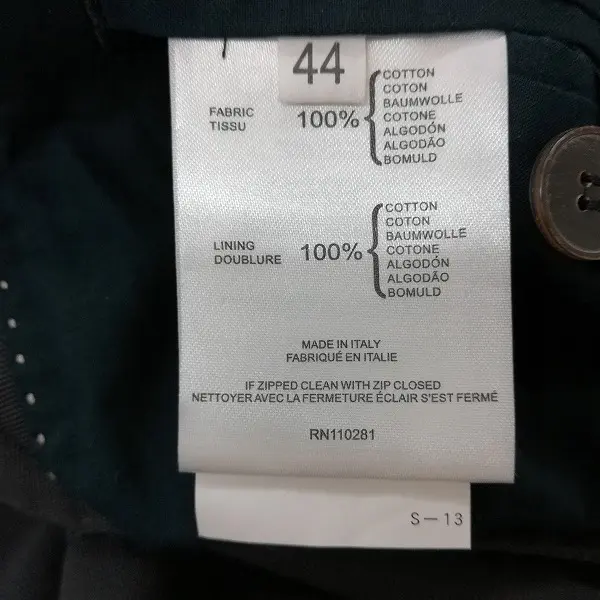 44
FABRIC
TISSU
100%
COTTON
COTON
BAUMWOLLE
COTONE
ALGODÓN
ALGODÃO
BOMULD
LINING
DOUBLURE
100%
COTTON
COTON
BAUMWOLLE
COTONE
ALGODÓN
ALGODÃO
BOMULD
MADE IN ITALY
FABRIQUÉ EN ITALIE
IF ZIPPED CLEAN WITH ZIP CLOSED
NETTOYER AVEC LA FERMETURE ÉCLAIR S'EST FERMÉ
RN110281
S-13